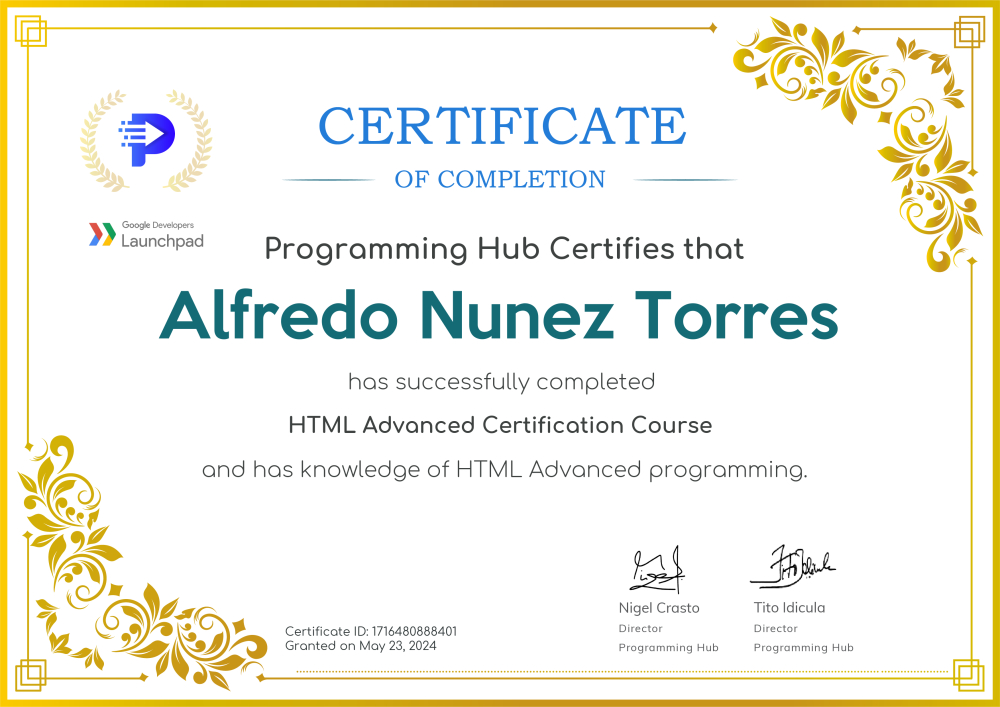 CERTIFICATE
OF COMPLETION
Google Developers
Launchpad
Programming Hub Certifies that
Alfredo Nunez Torres
has successfully completed
HTML Advanced Certification Course
and has knowledge of HTML Advanced programming.
Certificate ID: 1716480888401
Granted on May 23, 2024
Nigel Crasto
Director
Programming Hub
Tito Idicula
Director
Programming Hub